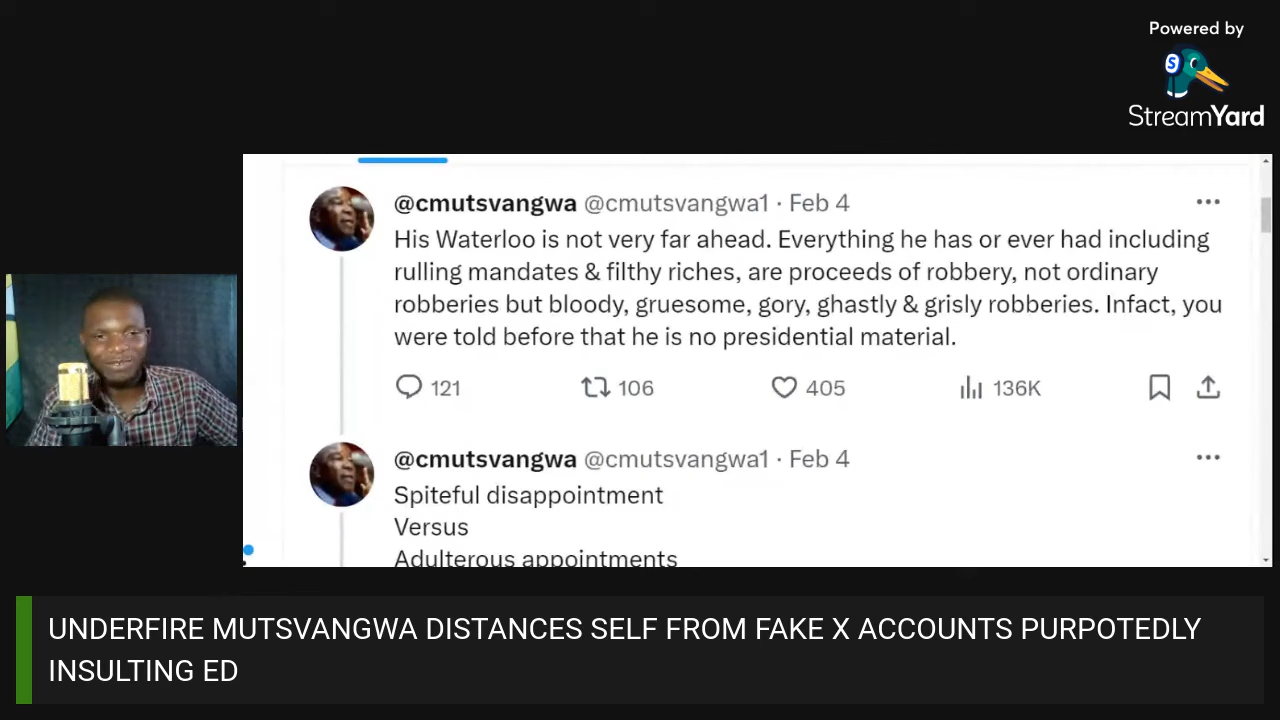 Powered by
StreamYard
@cmutsvangwa @cmutsvangwa1 · Feb 4
His Waterloo is not very far ahead. Everything he has or ever had including
rulling mandates & filthy riches, are proceeds of robbery, not ordinary
robberies but bloody, gruesome, gory, ghastly & grisly robberies. Infact, you
were told before that he is no presidential material.
121 106 405 136K
@cmutsvangwa @cmutsvangwa1 · Feb 4
Spiteful disappointment
Versus
Adulterous appointments
UNDERFIRE MUTSVANGWA DISTANCES SELF FROM FAKE X ACCOUNTS PURPOTEDLY
INSULTING ED